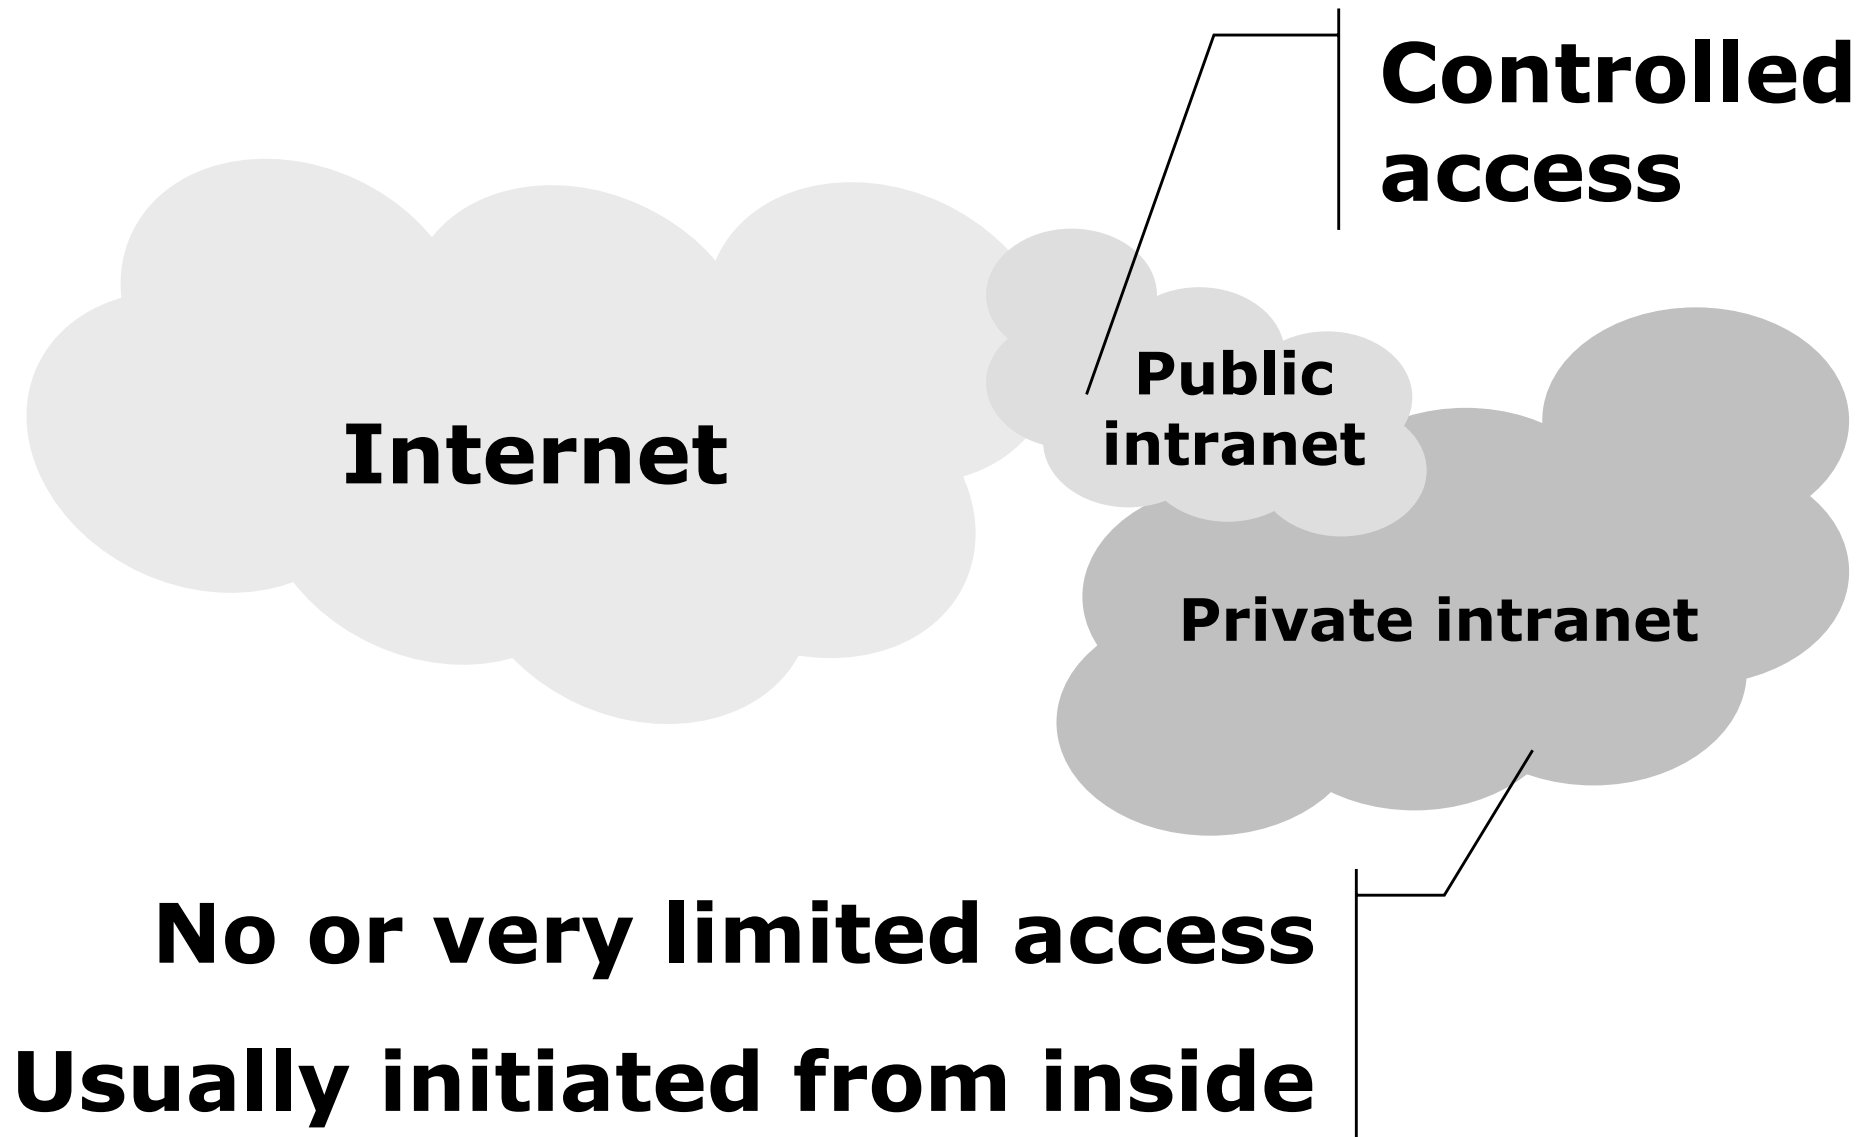 Controlled
access
Internet
Public
intranet
Private intranet
No or very limited access
Usually initiated from inside